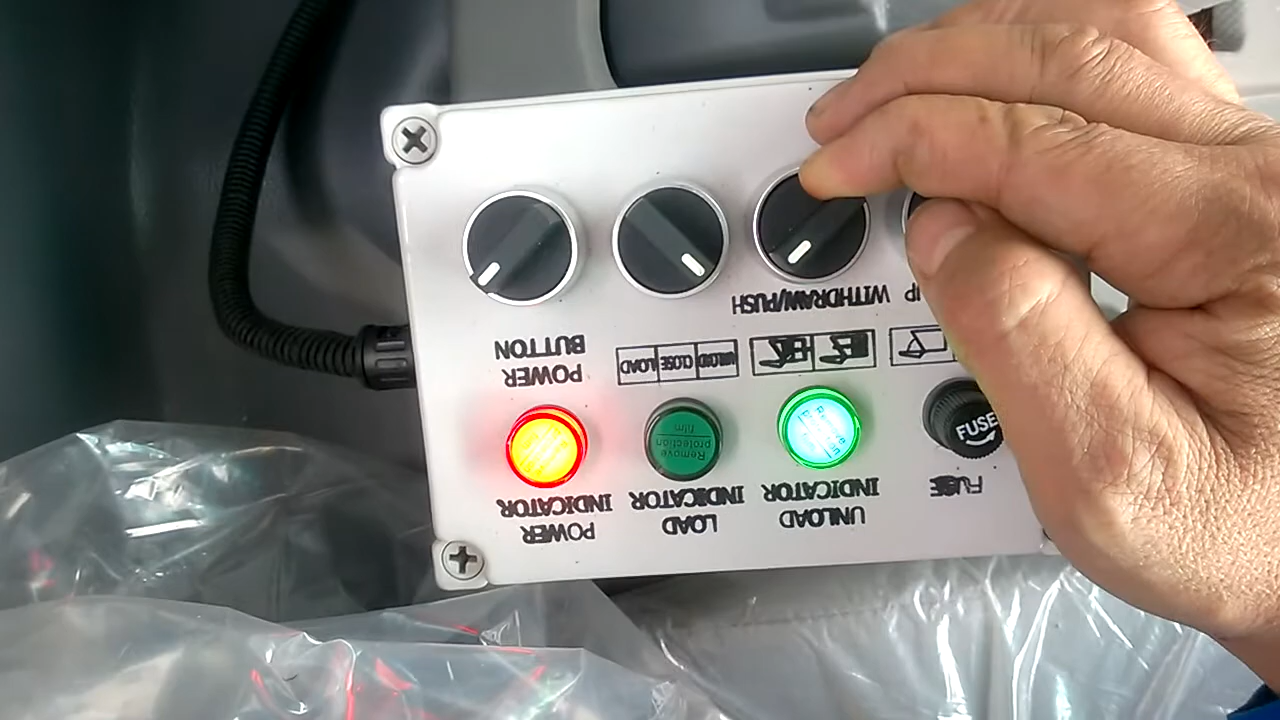 FUSE
UNLOAD
INDICATOR
LOAD
INDICATOR
POWER
INDICATOR
FUSE
Remove
protection
film
UNLOAD CLOSE LOAD
POWER
BUTTON
WITHDRAW/PUSH